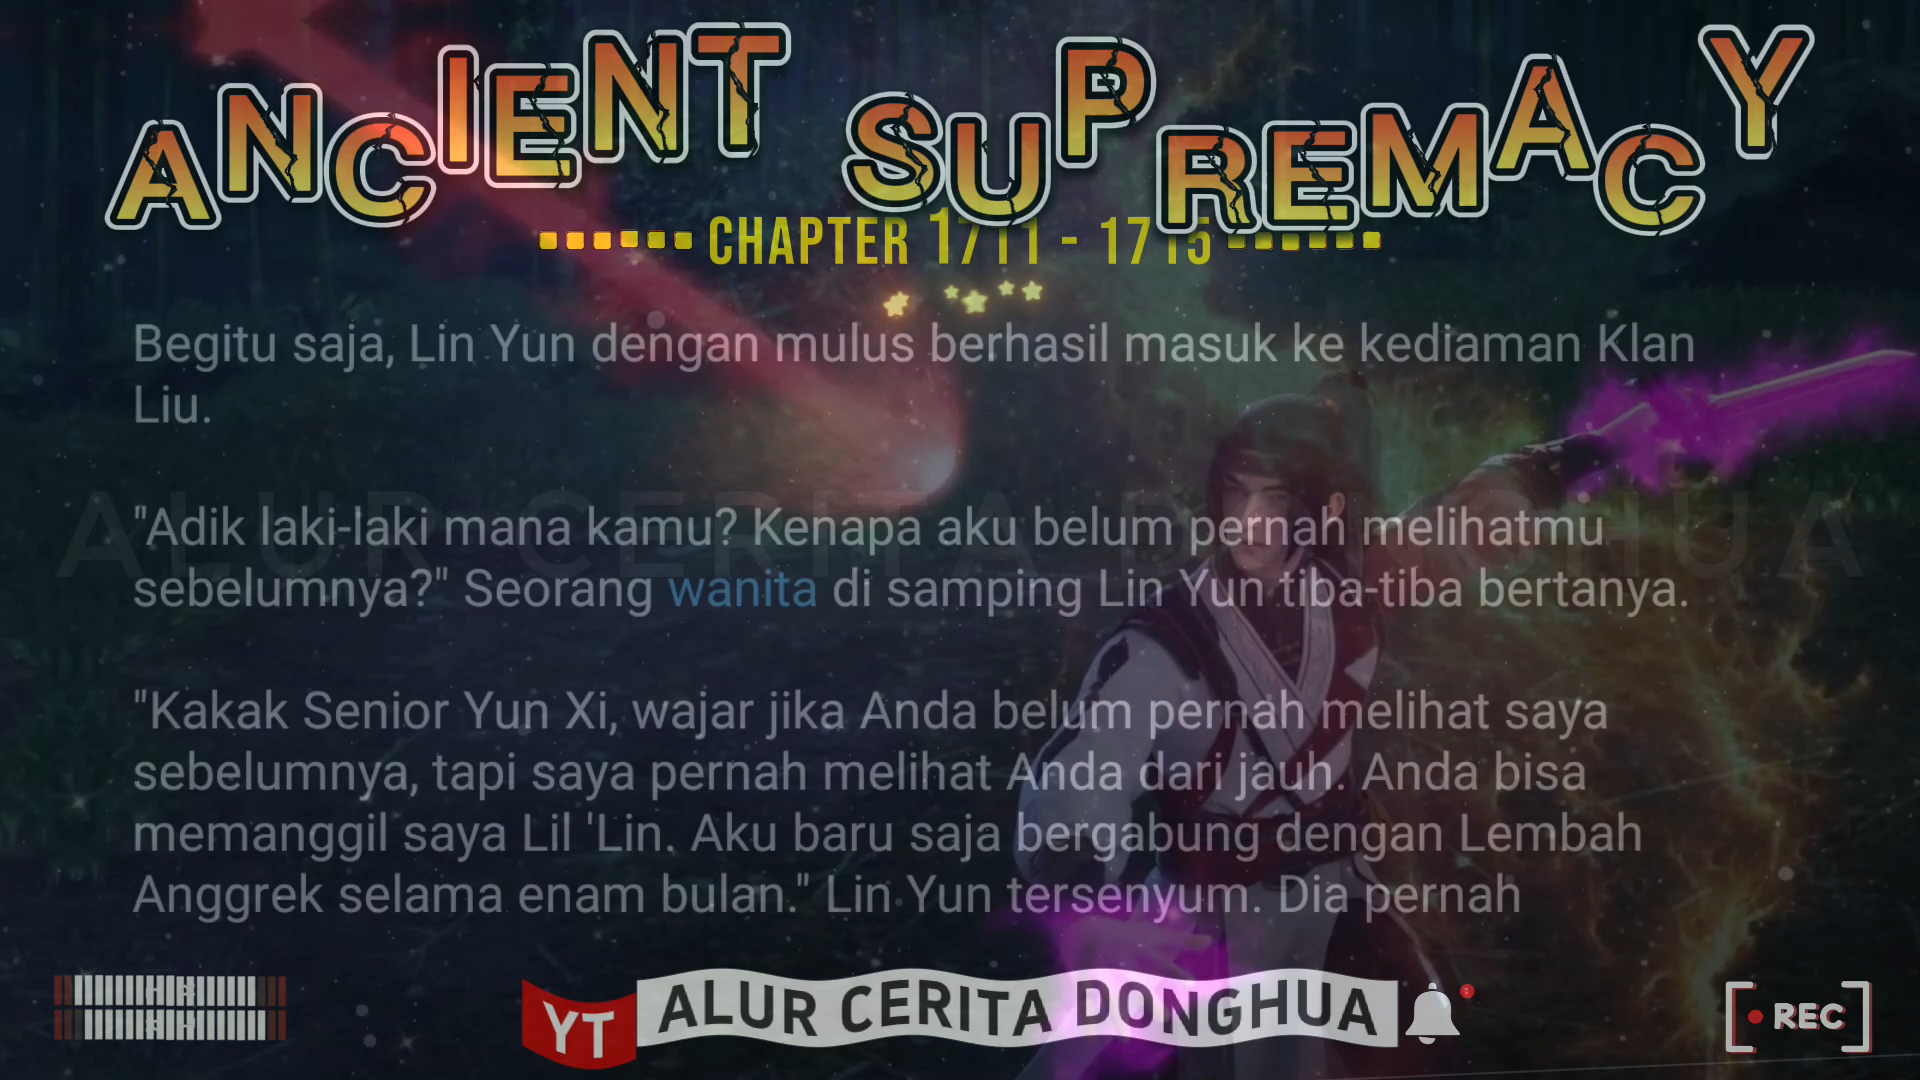 ANCIENT SUPREMACY
CHAPTER 1711 - 1715
Begitu saja, Lin Yun dengan mulus berhasil masuk ke kediaman Klan
Liu.
ALUR CERITA DONGHUA
"Adik laki-laki mana kamu? Kenapa aku belum pernah melihatmu
sebelumnya?" Seorang wanita di samping Lin Yun tiba-tiba bertanya.
"Kakak Senior Yun Xi, wajar jika Anda belum pernah melihat saya
sebelumnya, tapi saya pernah melihat Anda dari jauh. Anda bisa
memanggil saya Lil 'Lin. Aku baru saja bergabung dengan Lembah
Anggrek selama enam bulan." Lin Yun tersenyum. Dia pernah
YT ALUR CERITA DONGHUA
REC